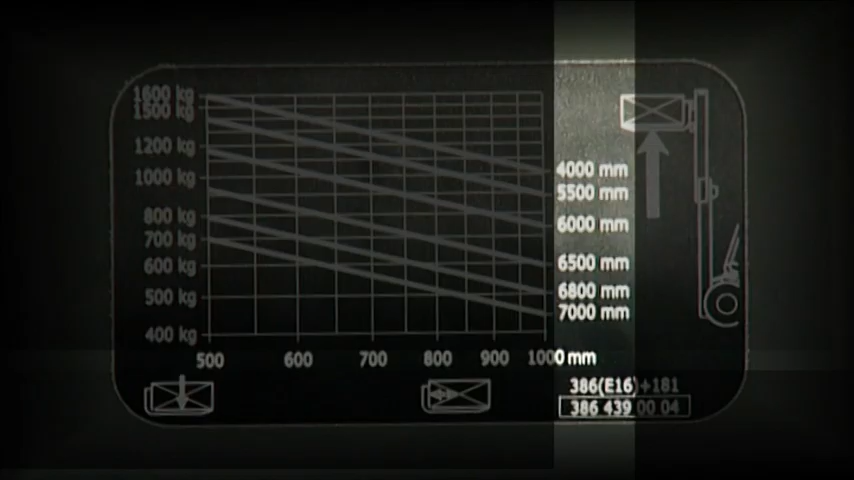 1600 kg
1500 kg
1200 kg
1000 kg
800 kg
700 kg
600 kg
500 kg
400 kg
4000 mm
5500 mm
6000 mm
6500 mm
6800 mm
7000 mm
500 600 700 800 900 1000 mm
386(E16)+181
386 439 00 04